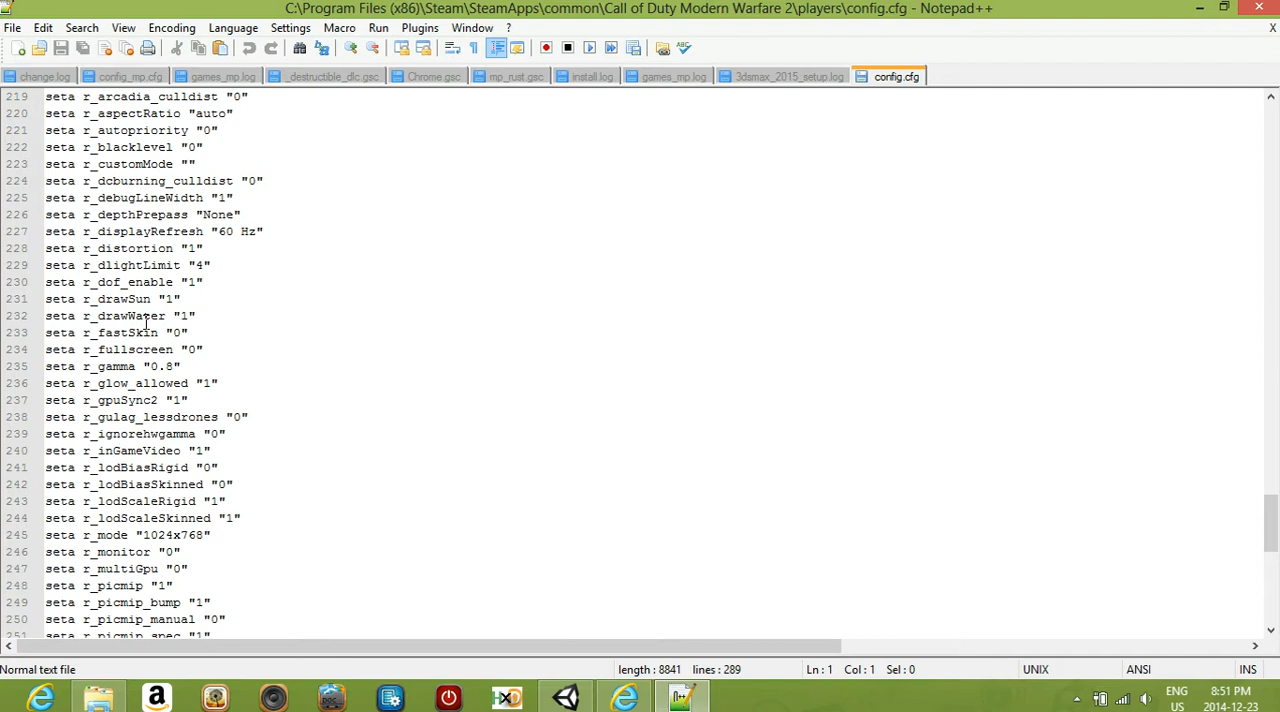 C:\Program Files (x86)\Steam\SteamApps\common\Call of Duty Modern Warfare 2\players\config.cfg - Notepad++
File Edit Search View Encoding Language Settings Macro Run Plugins Window ? X
change.log config_mp.cfg games_mp.log _destructible_dlc.gsc Chrome.gsc mp_rust.gsc install.log games_mp.log 3dsmax_2015_setup.log config.cfg
219 seta r_arcadia_culldist "0"
220 seta r_aspectRatio "auto"
221 seta r_autopriority "0"
222 seta r_blacklevel "0"
223 seta r_customMode ""
224 seta r_dcburning_culldist "0"
225 seta r_debugLineWidth "1"
226 seta r_depthPrepass "None"
227 seta r_displayRefresh "60 Hz"
228 seta r_distortion "1"
229 seta r_dlightLimit "4"
230 seta r_dof_enable "1"
231 seta r_drawSun "1"
232 seta r_drawWater "1"
233 seta r_fastSkin "0"
234 seta r_fullscreen "0"
235 seta r_gamma "0.8"
236 seta r_glow_allowed "1"
237 seta r_gpuSync2 "1"
238 seta r_gulag_lessdrones "0"
239 seta r_ignorehwgamma "0"
240 seta r_inGameVideo "1"
241 seta r_lodBiasRigid "0"
242 seta r_lodBiasSkinned "0"
243 seta r_lodScaleRigid "1"
244 seta r_lodScaleSkinned "1"
245 seta r_mode "1024x768"
246 seta r_monitor "0"
247 seta r_multiGpu "0"
248 seta r_picmip "1"
249 seta r_picmip_bump "1"
250 seta r_picmip_manual "0"
251 seta r_picmip_spec "1"
Normal text file length : 8841 lines : 289 Ln : 1 Col : 1 Sel : 0 UNIX ANSI INS
ENG 8:51 PM
US 2014-12-23